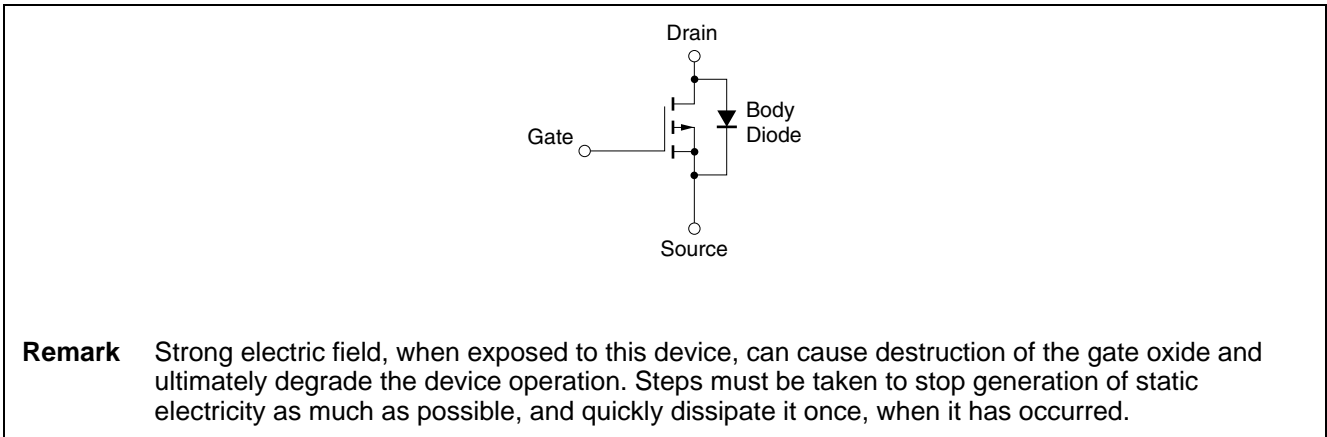 Drain
Body
Diode
Gate
Source
Remark Strong electric field, when exposed to this device, can cause destruction of the gate oxide and
ultimately degrade the device operation. Steps must be taken to stop generation of static
electricity as much as possible, and quickly dissipate it once, when it has occurred.